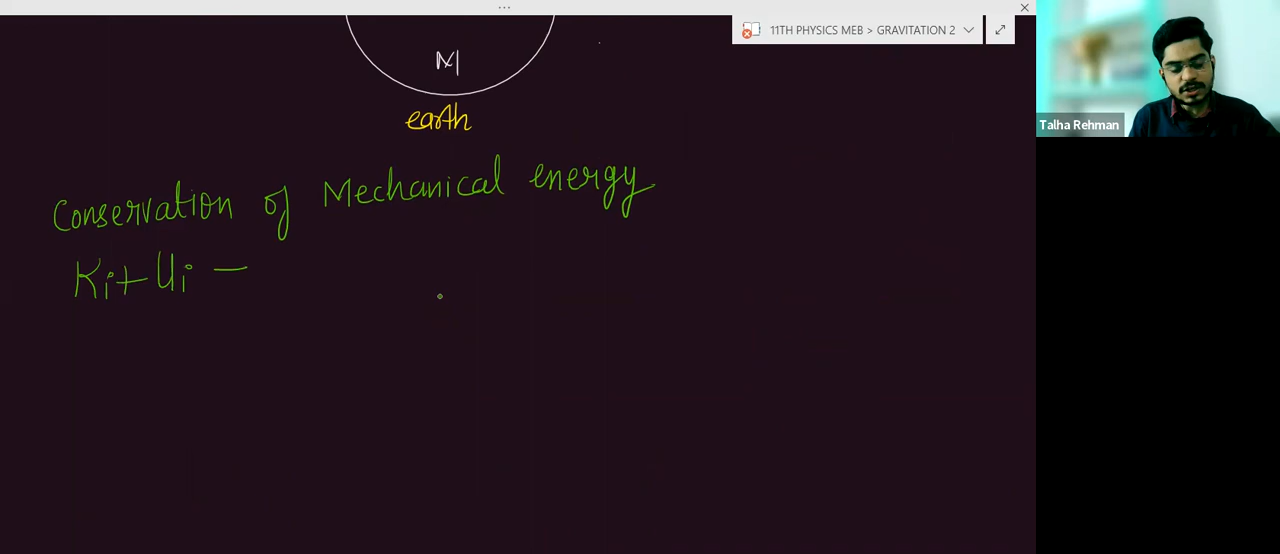 11TH PHYSICS MEB > GRAVITATION 2
M
earth
Talha Rehman
Conservation of Mechanical energy
Ki + Ui —